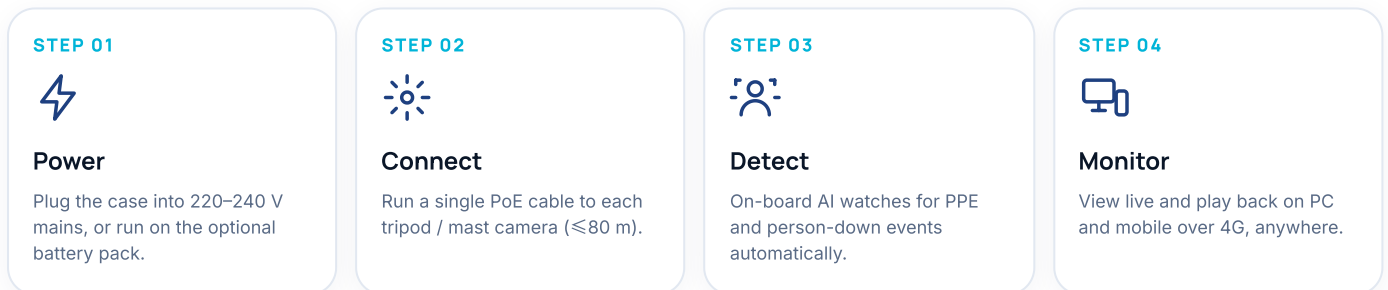 STEP 01
Power
Plug the case into 220–240 V
mains, or run on the optional
battery pack.
STEP 02
Connect
Run a single PoE cable to each
tripod / mast camera (⩽80 m).
STEP 03
Detect
On-board AI watches for PPE
and person-down events
automatically.
STEP 04
Monitor
View live and play back on PC
and mobile over 4G, anywhere.